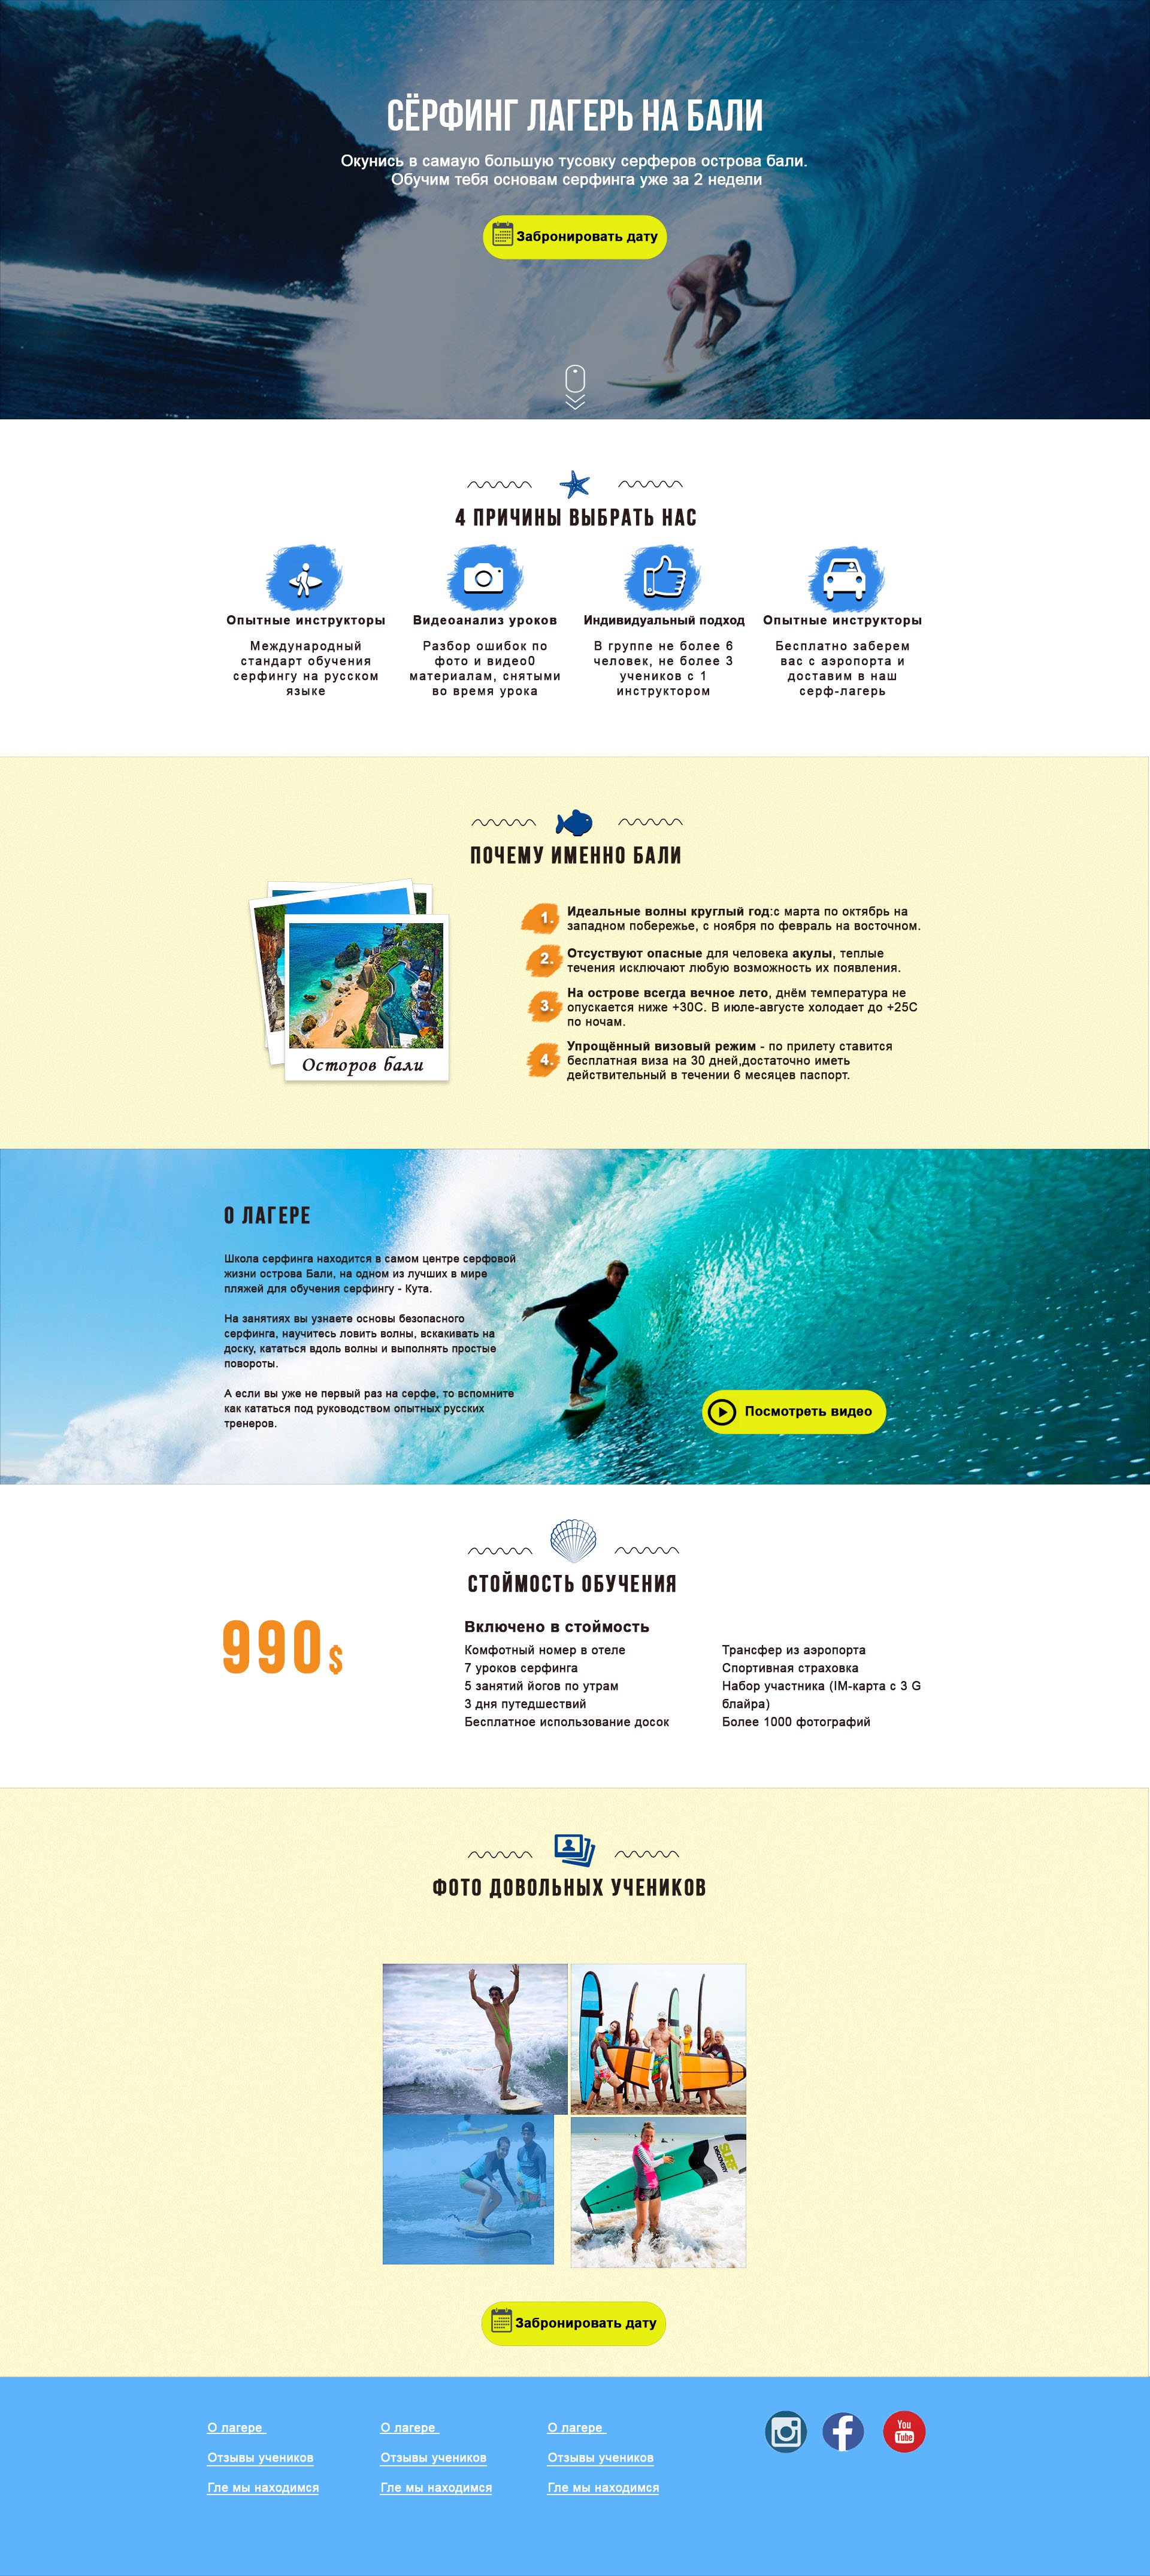 СЁРФИНГ ЛАГЕРЬ НА БАЛИ
Окунись в самаую большую тусовку серферов острова бали.
Обучим тебя основам серфинга уже за 2 недели
Забронировать дату
4 ПРИЧИНЫ ВЫБРАТЬ НАС
Опытные инструкторы
Международный
стандарт обучения
серфингу на русском
языке
Видеоанализ уроков
Разбор ошибок по
фото и видео0
материалам, снятыми
во время урока
Индивидуальный подход
В группе не более 6
человек, не более 3
учеников с 1
инструктором
Опытные инструкторы
Бесплатно заберем
вас с аэропорта и
доставим в наш
серф-лагерь
ПОЧЕМУ ИМЕННО БАЛИ
Осторов бали
1.
Идеальные волны круглый год:с марта по октябрь на
западном побережье, с ноября по февраль на восточном.
2.
Отсуствуют опасные для человека акулы, теплые
течения исключают любую возможность их появления.
3.
На острове всегда вечное лето, днём температура не
опускается ниже +30С. В июле-августе холодает до +25С
по ночам.
4.
Упрощённый визовый режим - по прилету ставится
бесплатная виза на 30 дней,достаточно иметь
действительный в течении 6 месяцев паспорт.
О ЛАГЕРЕ
Школа серфинга находится в самом центре серфовой
жизни острова Бали, на одном из лучших в мире
пляжей для обучения серфингу - Кута.
На занятиях вы узнаете основы безопасного
серфинга, научитесь ловить волны, вскакивать на
доску, кататься вдоль волны и выполнять простые
повороты.
А если вы уже не первый раз на серфе, то вспомните
как кататься под руководством опытных русских
тренеров.
Посмотреть видео
СТОЙМОСТЬ ОБУЧЕНИЯ
990$
Включено в стоймость
Комфотный номер в отеле
7 уроков серфинга
5 занятий йогов по утрам
3 дня путедшествий
Бесплатное использование досок
Трансфер из аэропорта
Спортивная страховка
Набор участника (IM-карта с 3 G
блайра)
Более 1000 фотографий
ФОТО ДОВОЛЬНЫХ УЧЕНИКОВ
SURF
DISCOVERY
Забронировать дату
О лагере
Отзывы учеников
Гле мы находимся
О лагере
Отзывы учеников
Гле мы находимся
О лагере
Отзывы учеников
Гле мы находимся
You
Tube